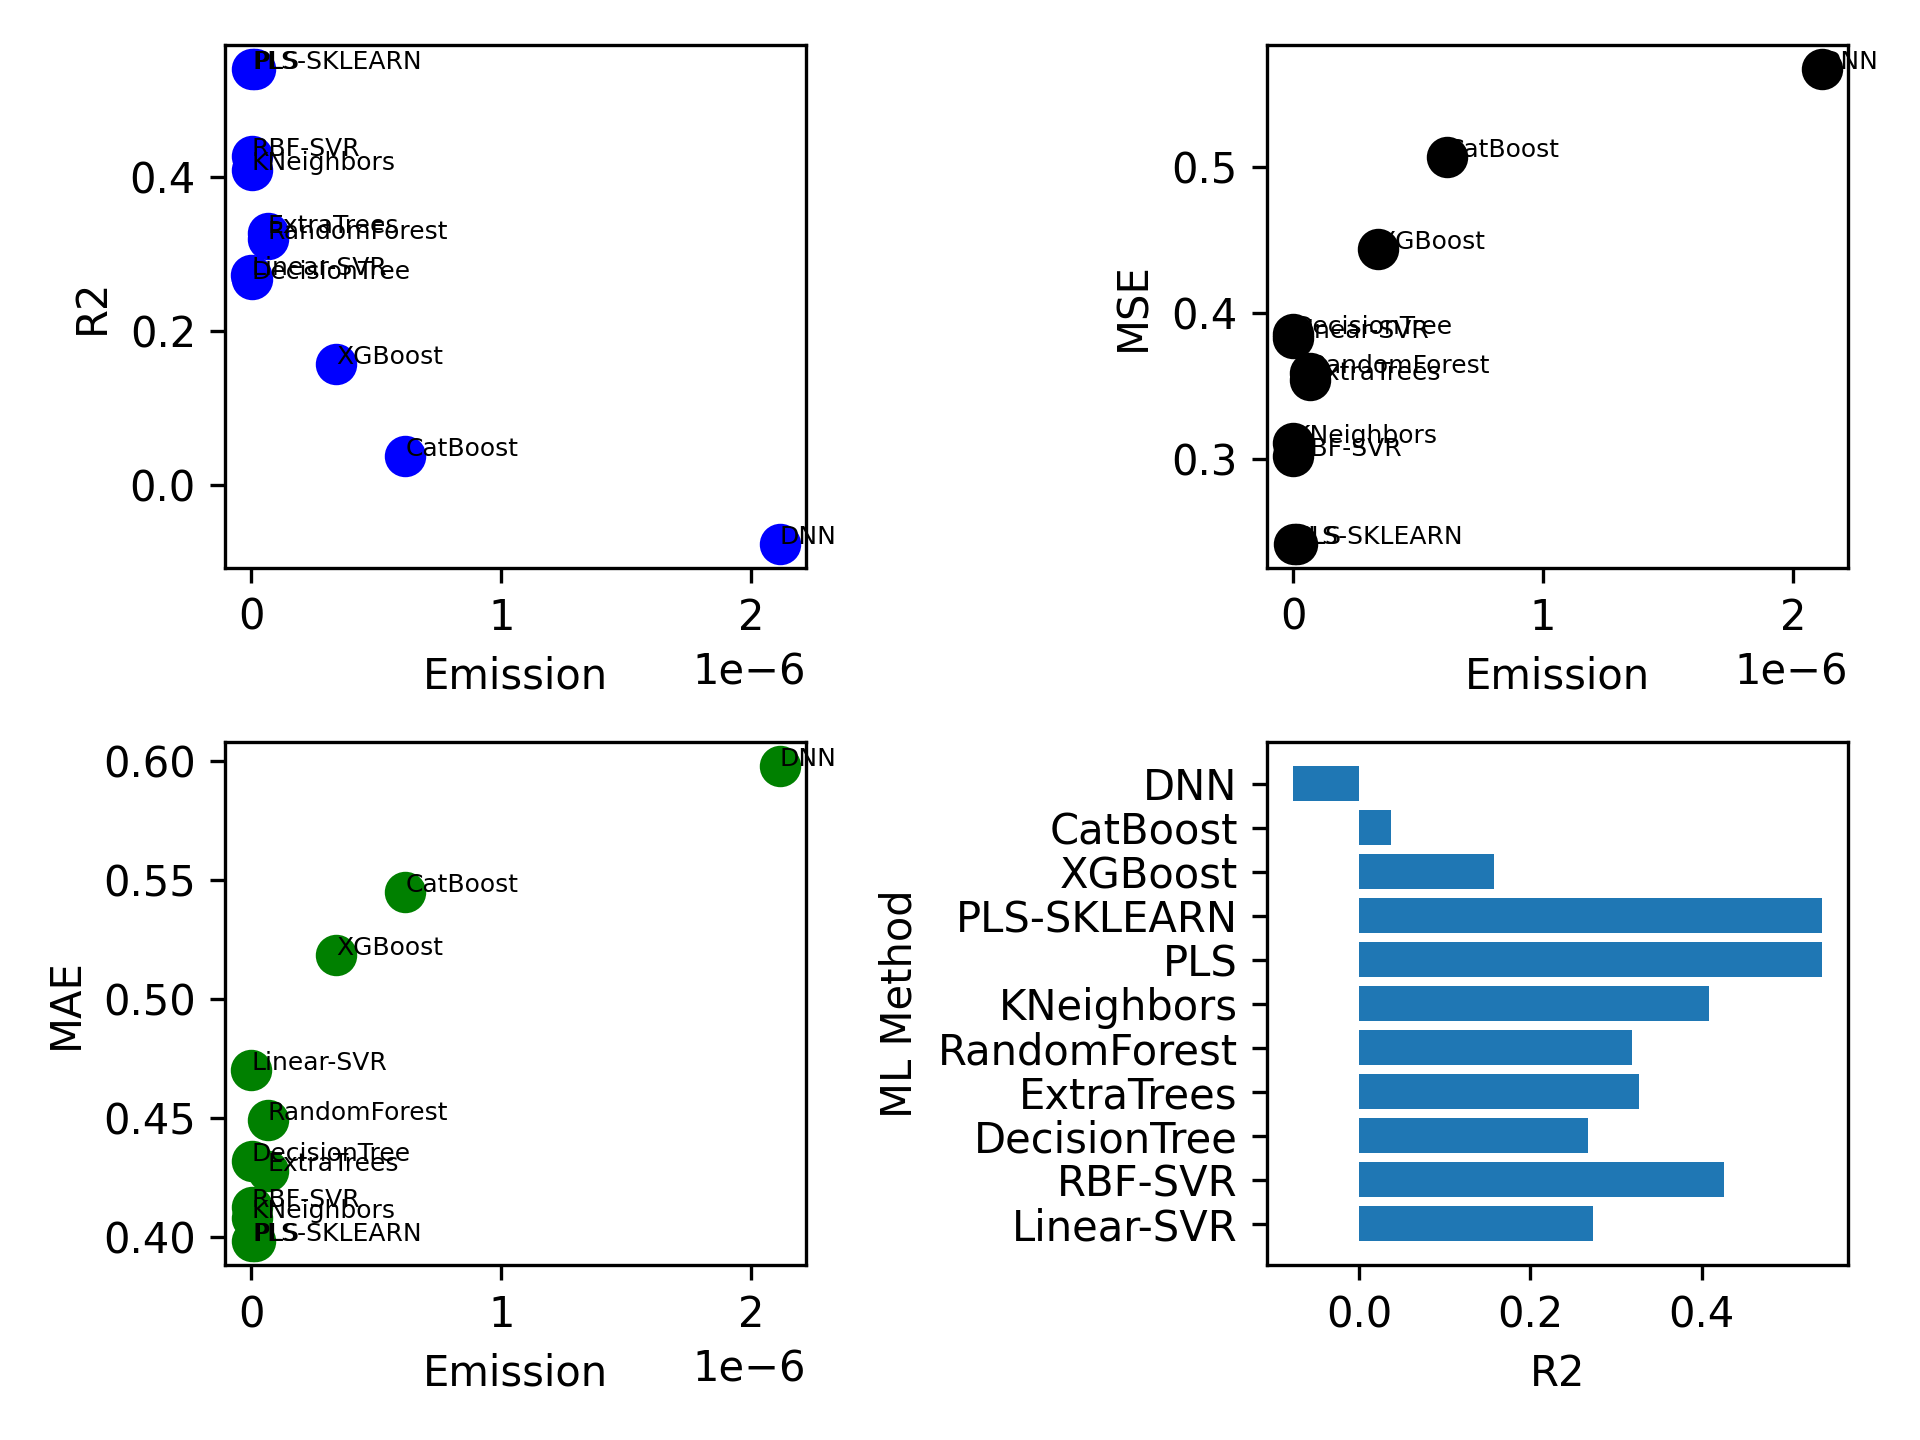 R2
0.4
0.2
0.0
PLS
PLS-SKLEARN
RBF-SVR
KNeighbors
ExtraTrees
RandomForest
Linear-SVR
DecisionTree
XGBoost
CatBoost
DNN
0 1 2
Emission
1e−6
MSE
0.5
0.4
0.3
DNN
CatBoost
XGBoost
DecisionTree
Linear-SVR
RandomForest
ExtraTrees
KNeighbors
RBF-SVR
PLS
PLS-SKLEARN
0 1 2
Emission
1e−6
MAE
0.60
0.55
0.50
0.45
0.40
DNN
CatBoost
XGBoost
Linear-SVR
RandomForest
DecisionTree
ExtraTrees
RBF-SVR
KNeighbors
PLS
PLS-SKLEARN
0 1 2
Emission
1e−6
ML Method
DNN
CatBoost
XGBoost
PLS-SKLEARN
PLS
KNeighbors
RandomForest
ExtraTrees
DecisionTree
RBF-SVR
Linear-SVR
0.0 0.2 0.4
R2